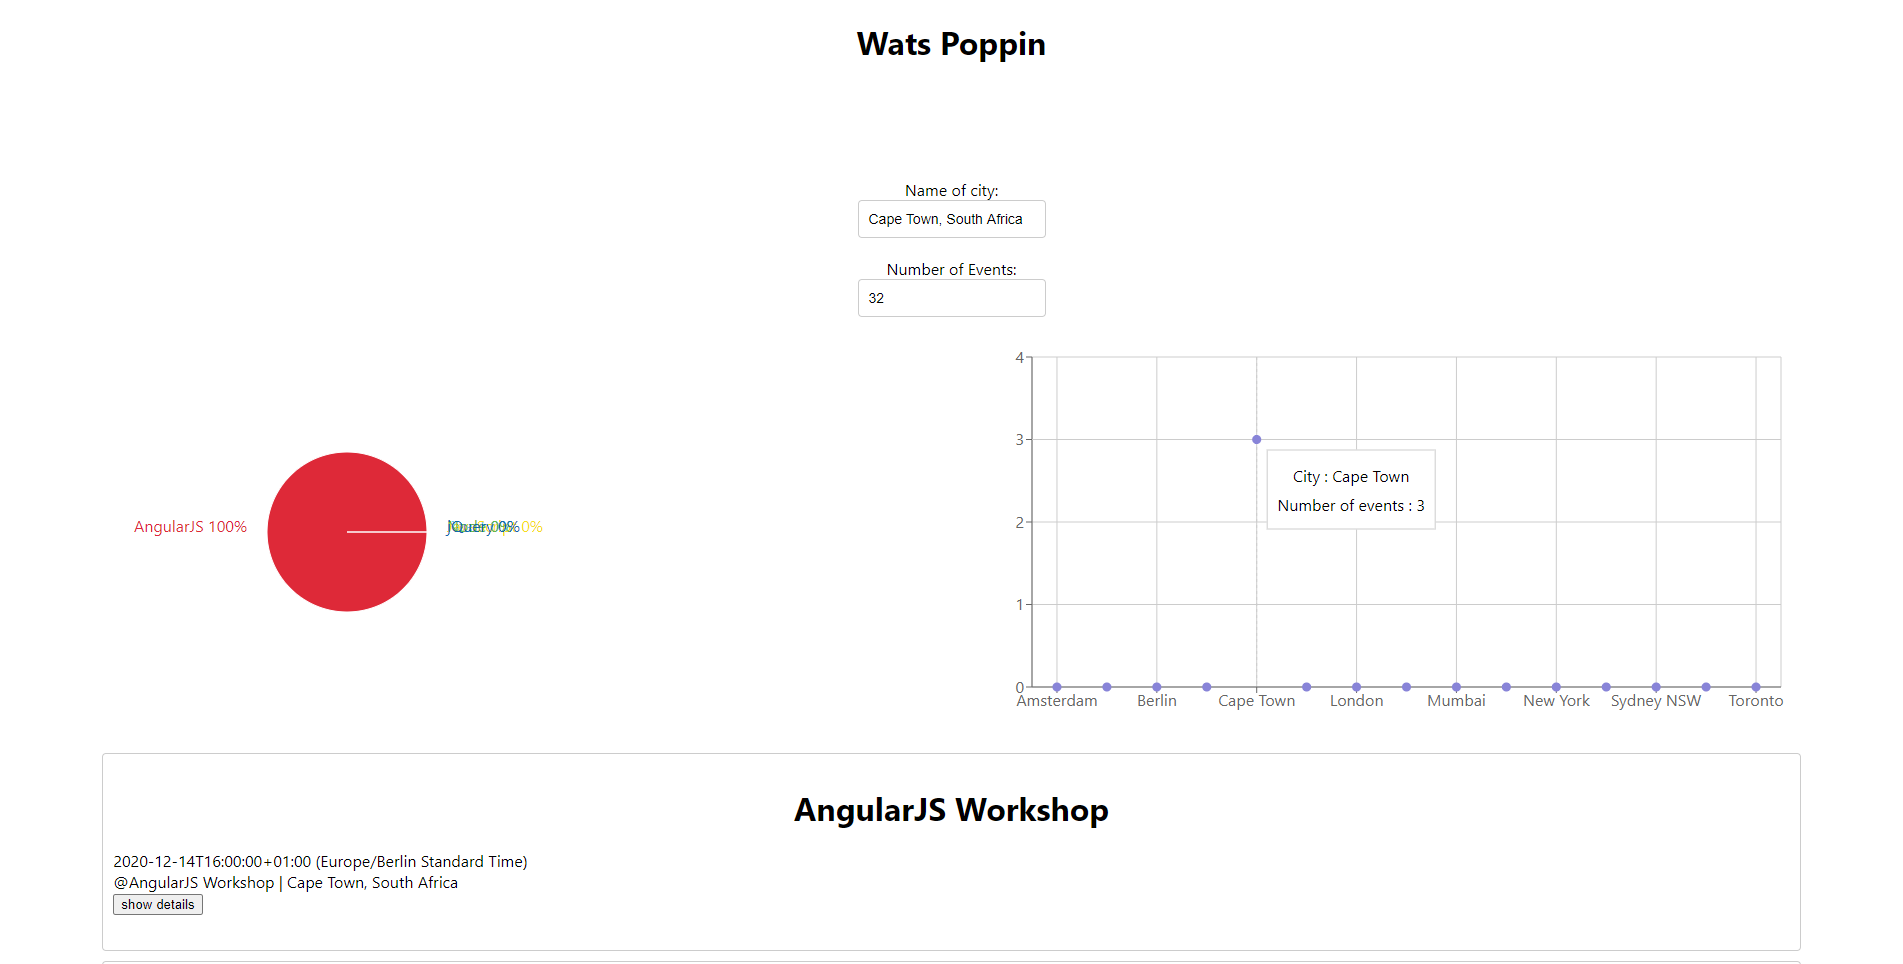 Wats Poppin
Name of city:
Cape Town, South Africa
Number of Events:
32
AngularJS 100%
0%
0%
4
3
2
1
0
City : Cape Town
Number of events : 3
Amsterdam Berlin Cape Town London Mumbai New York Sydney NSW Toronto
AngularJS Workshop
2020-12-14T16:00:00+01:00 (Europe/Berlin Standard Time)
@AngularJS Workshop | Cape Town, South Africa
show details